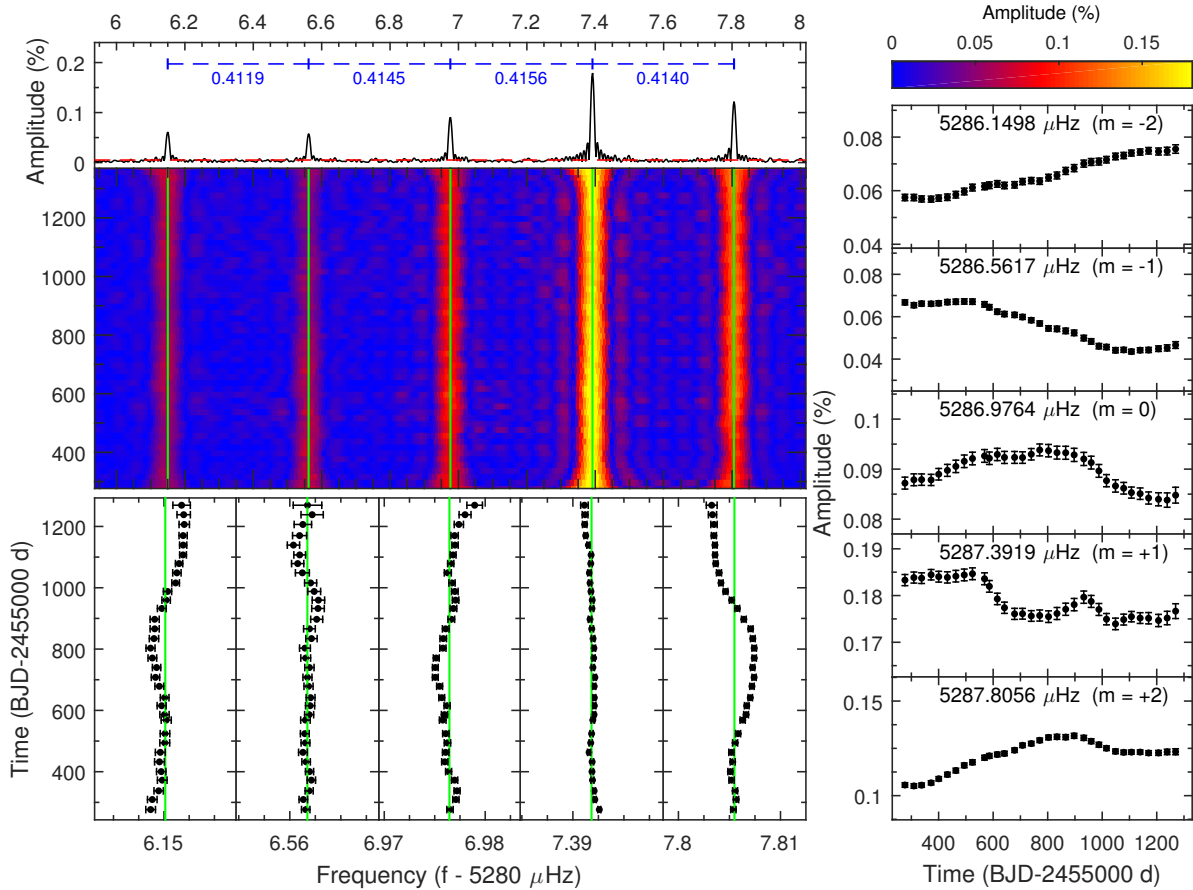 6 6.2 6.4 6.6 6.8 7 7.2 7.4 7.6 7.8 8
Amplitude (%)
0.2
0.1
0
0.4119 0.4145 0.4156 0.4140
1200
1000
800
600
400
1200
1000
800
600
400
Time (BJD-2455000 d)
6.15 6.56 6.97 6.98 7.39 7.8 7.81
Frequency (f - 5280 μHz)
Amplitude (%)
0 0.05 0.1 0.15
Amplitude (%)
5286.1498 μHz (m = -2)
0.08
0.06
0.04
5286.5617 μHz (m = -1)
0.08
0.06
0.04
5286.9764 μHz (m = 0)
0.1
0.09
0.08
5287.3919 μHz (m = +1)
0.19
0.18
0.17
5287.8056 μHz (m = +2)
0.15
0.1
400 600 800 1000 1200
Time (BJD-2455000 d)